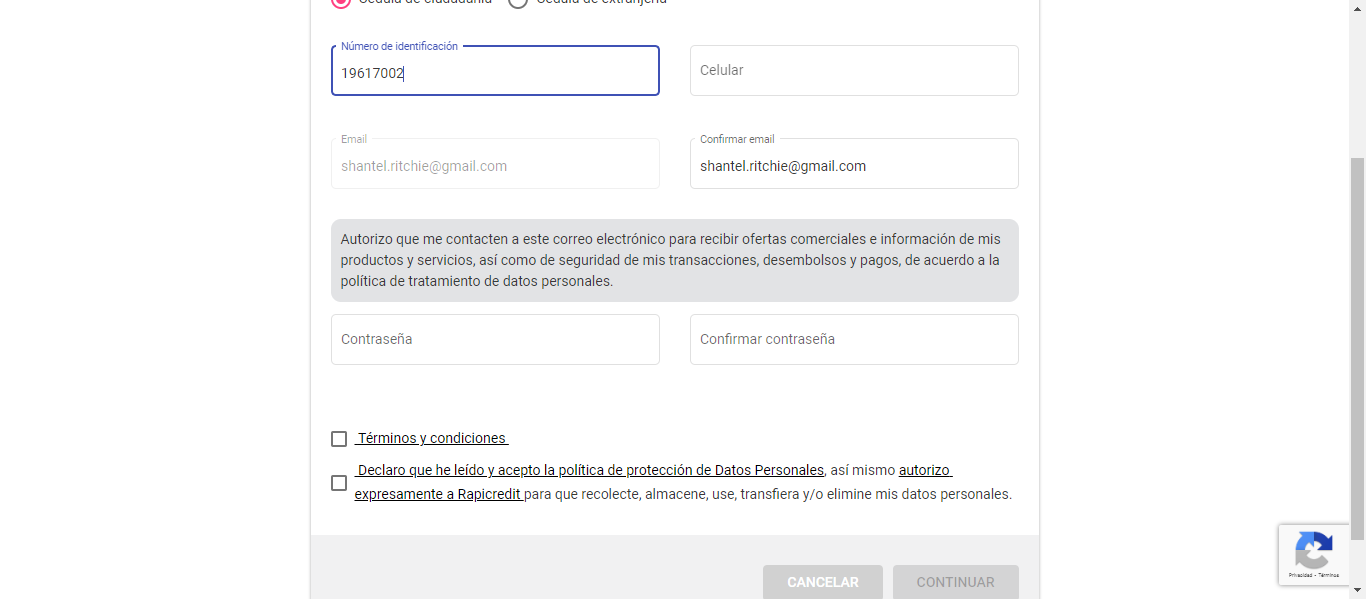 Cédula de ciudadanía Cédula de extranjería
Número de identificación
19617002
Celular
Email
shantel.ritchie@gmail.com
Confirmar email
shantel.ritchie@gmail.com
Autorizo que me contacten a este correo electrónico para recibir ofertas comerciales e información de mis
productos y servicios, así como de seguridad de mis transacciones, desembolsos y pagos, de acuerdo a la
política de tratamiento de datos personales.
Contraseña
Confirmar contraseña
Términos y condiciones
Declaro que he leído y acepto la política de protección de Datos Personales, así mismo autorizo
expresamente a Rapicredit para que recolecte, almacene, use, transfiera y/o elimine mis datos personales.
CANCELAR
CONTINUAR
Privacidad - Términos